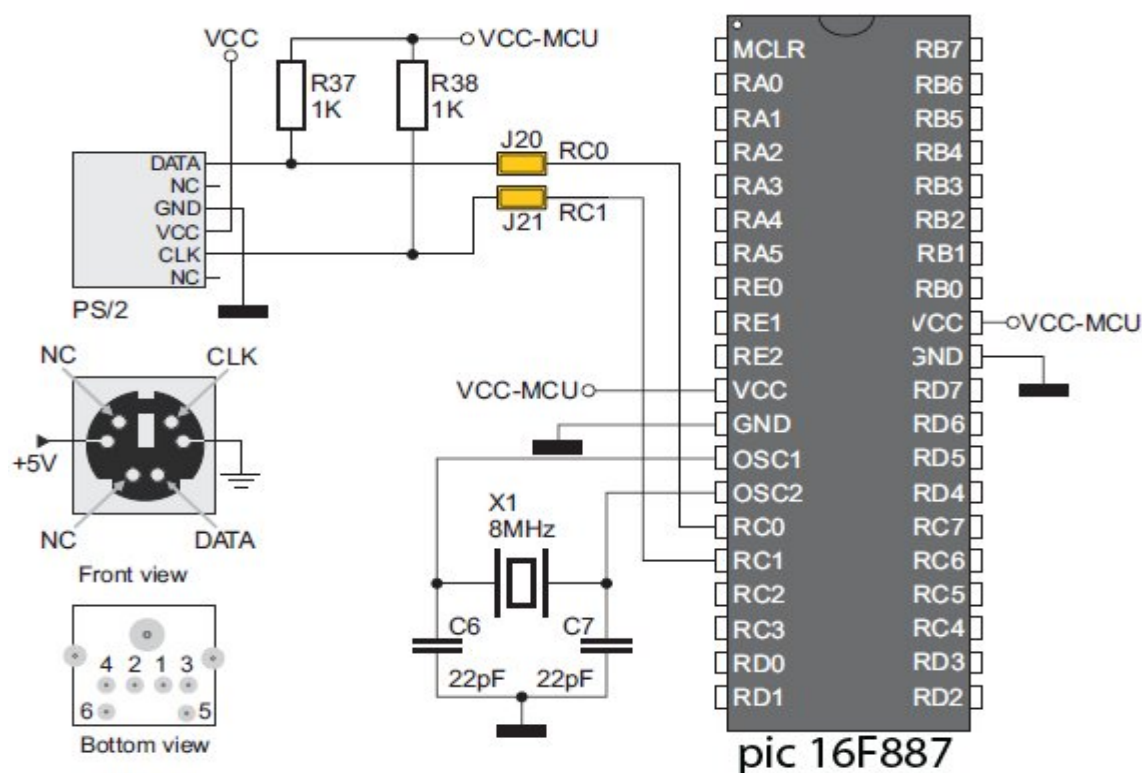 VCC
VCC-MCU
R37
1K
R38
1K
J20
RC0
J21
RC1
DATA
NC
GND
VCC
CLK
NC
PS/2
NC
CLK
+5V
NC
DATA
Front view
4 2 1 3
6 5
Bottom view
VCC-MCU
X1
8MHz
C6
C7
22pF
22pF
MCLR
RA0
RA1
RA2
RA3
RA4
RA5
RE0
RE1
RE2
VCC
GND
OSC1
OSC2
RC0
RC1
RC2
RC3
RD0
RD1
RB7
RB6
RB5
RB4
RB3
RB2
RB1
RB0
VCC
GND
RD7
RD6
RD5
RD4
RC7
RC6
RC5
RC4
RD3
RD2
VCC-MCU
pic 16F887